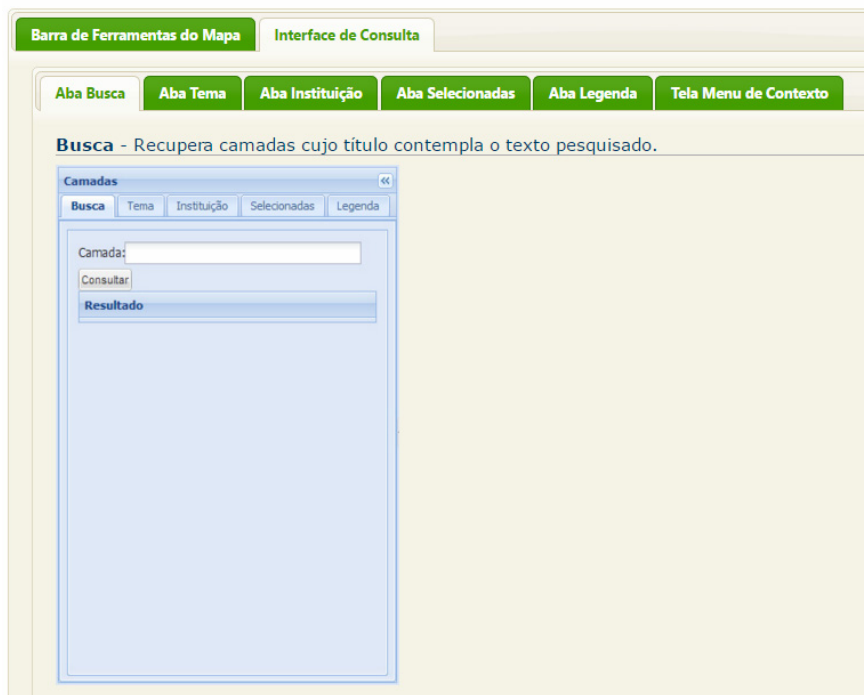 Barra de Ferramentas do Mapa Interface de Consulta
Aba Busca Aba Tema Aba Instituição Aba Selecionadas Aba Legenda Tela Menu de Contexto
Busca - Recupera camadas cujo título contempla o texto pesquisado.
Camadas
Busca Tema Instituição Selecionadas Legenda
Camada:
Consultar
Resultado